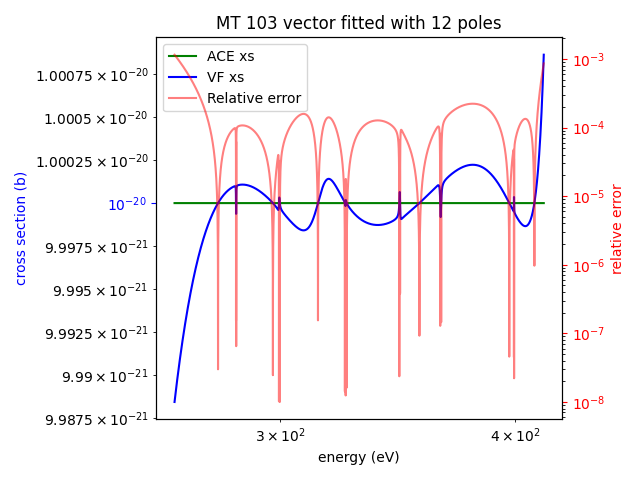 MT 103 vector fitted with 12 poles
ACE xs
VF xs
Relative error
cross section (b)
1.00075 × 10⁻²⁰
1.0005 × 10⁻²⁰
1.00025 × 10⁻²⁰
10⁻²⁰
9.9975 × 10⁻²¹
9.995 × 10⁻²¹
9.9925 × 10⁻²¹
9.99 × 10⁻²¹
9.9875 × 10⁻²¹
10⁻³
10⁻⁴
10⁻⁵
10⁻⁶
10⁻⁷
10⁻⁸
relative error
3 × 10²
4 × 10²
energy (eV)